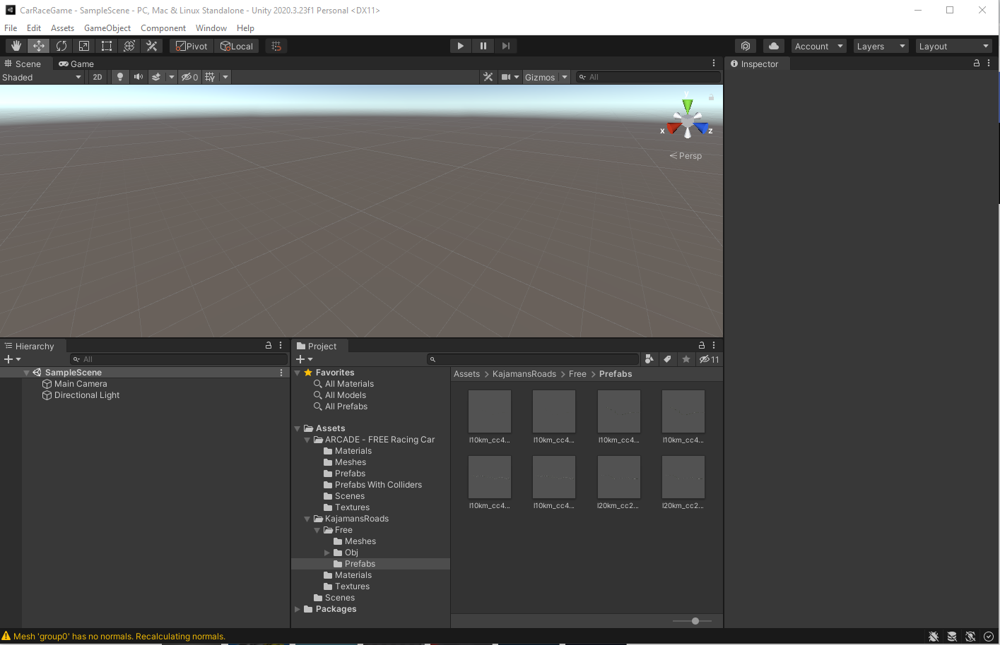 CarRaceGame - SampleScene - PC, Mac & Linux Standalone - Unity 2020.3.23f1 Personal <DX11>
File Edit Assets GameObject Component Window Help
Pivot Local Account Layers Layout
Scene Game Inspector
Shaded 2D 0 Gizmos All
y
x z
Persp
Hierarchy Project
All 11
SampleScene
Main Camera
Directional Light
Favorites
All Materials
All Models
All Prefabs
Assets
ARCADE - FREE Racing Car
Materials
Meshes
Prefabs
Prefabs With Colliders
Scenes
Textures
KajamansRoads
Free
Meshes
Obj
Prefabs
Materials
Textures
Scenes
Packages
Assets > KajamansRoads > Free > Prefabs
l10km_cc4... l10km_cc4... l10km_cc4... l10km_cc4...
l10km_cc4... l10km_cc4... l20km_cc2... l20km_cc2...
Mesh 'group0' has no normals. Recalculating normals.